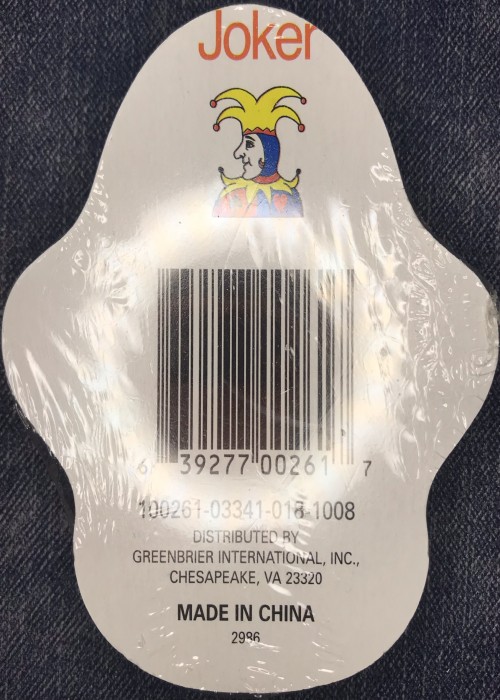 Joker
6 39277 00261 7
100261-03341-018-1008
DISTRIBUTED BY
GREENBRIER INTERNATIONAL, INC.,
CHESAPEAKE, VA 23320
MADE IN CHINA
2986